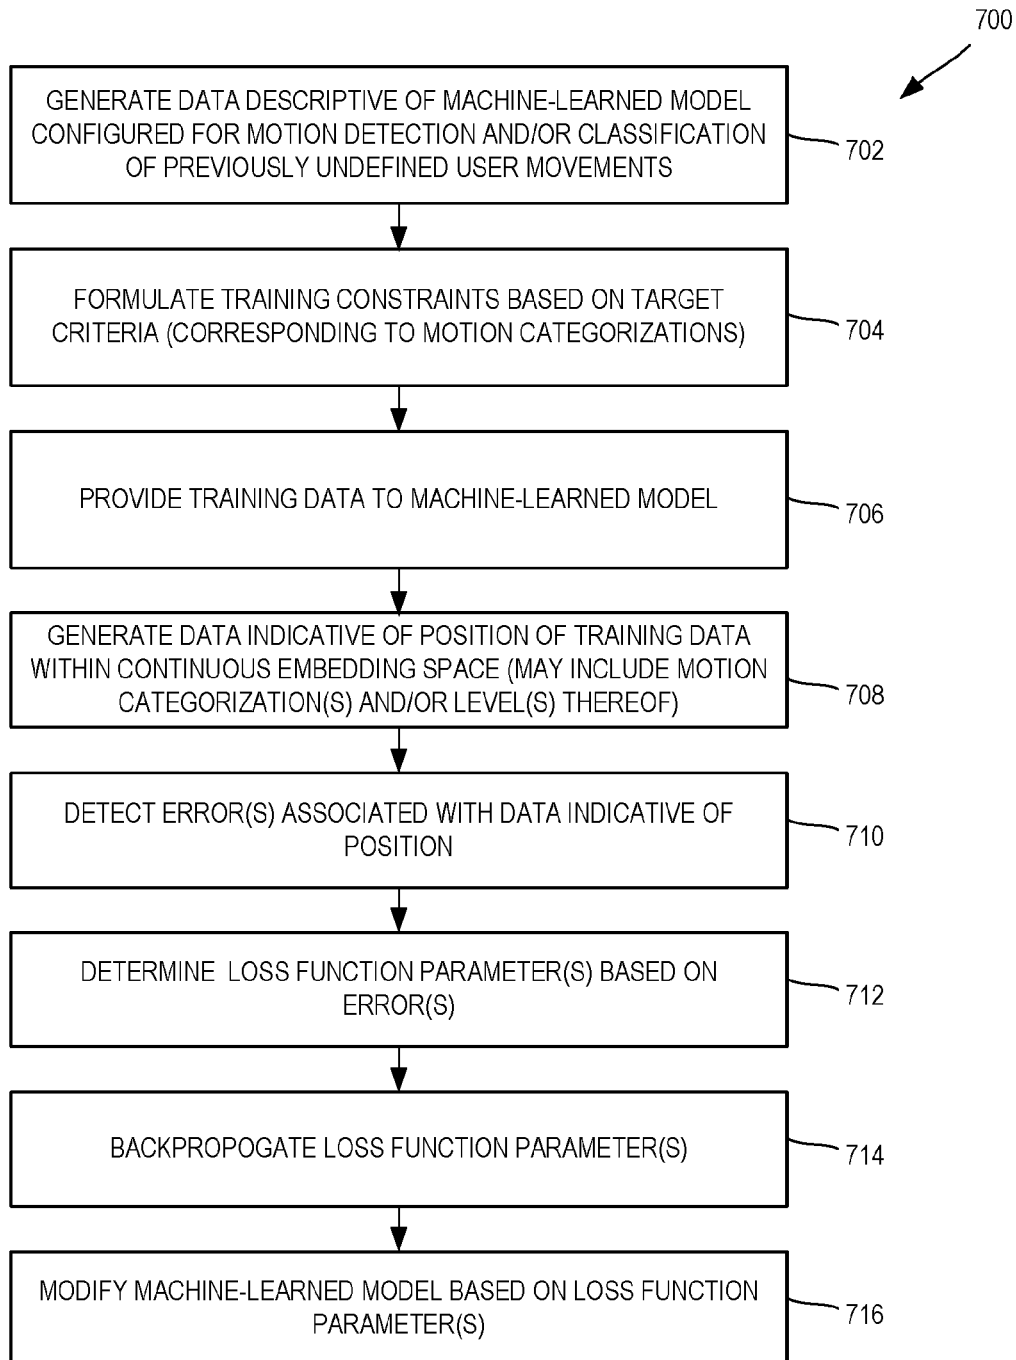 700
GENERATE DATA DESCRIPTIVE OF MACHINE-LEARNED MODEL
CONFIGURED FOR MOTION DETECTION AND/OR CLASSIFICATION
OF PREVIOUSLY UNDEFINED USER MOVEMENTS
702
FORMULATE TRAINING CONSTRAINTS BASED ON TARGET
CRITERIA (CORRESPONDING TO MOTION CATEGORIZATIONS)
704
PROVIDE TRAINING DATA TO MACHINE-LEARNED MODEL
706
GENERATE DATA INDICATIVE OF POSITION OF TRAINING DATA
WITHIN CONTINUOUS EMBEDDING SPACE (MAY INCLUDE MOTION
CATEGORIZATION(S) AND/OR LEVEL(S) THEREOF)
708
DETECT ERROR(S) ASSOCIATED WITH DATA INDICATIVE OF
POSITION
710
DETERMINE LOSS FUNCTION PARAMETER(S) BASED ON
ERROR(S)
712
BACKPROPOGATE LOSS FUNCTION PARAMETER(S)
714
MODIFY MACHINE-LEARNED MODEL BASED ON LOSS FUNCTION
PARAMETER(S)
716